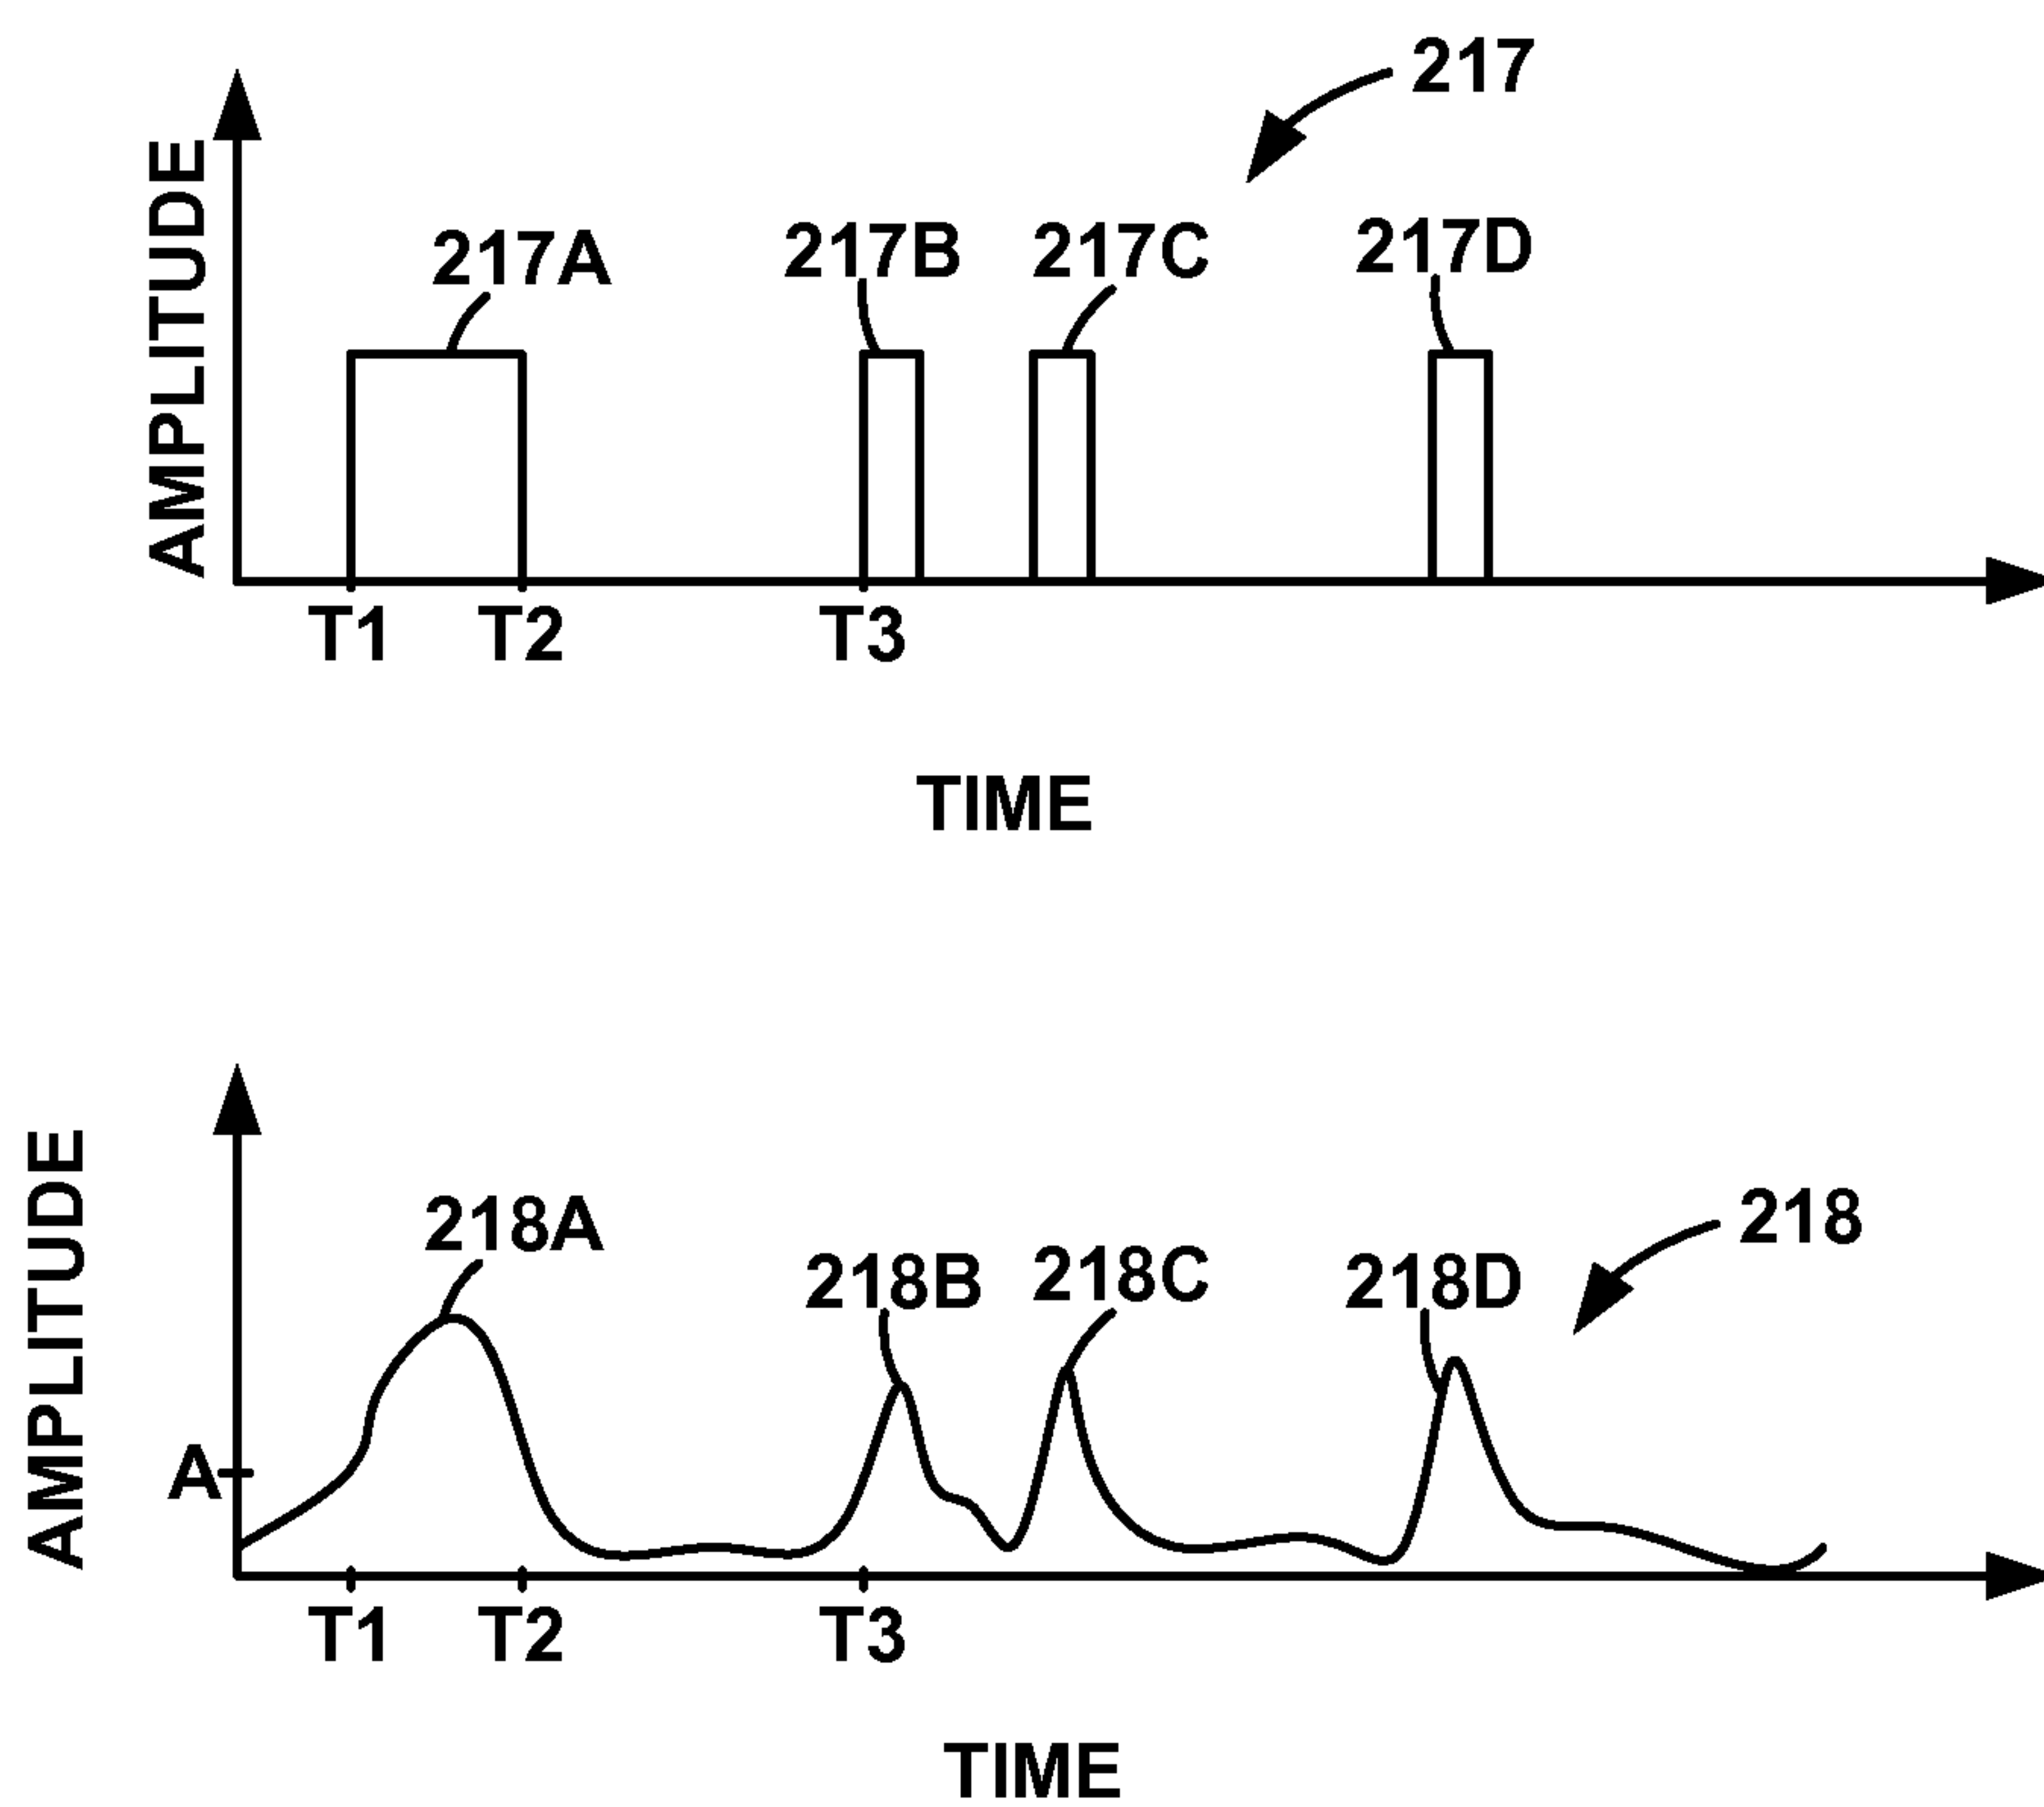 217
AMPLITUDE
217A
217B
217C
217D
T1
T2
T3
TIME
AMPLITUDE
218A
218B
218C
218D
218
A
T1
T2
T3
TIME